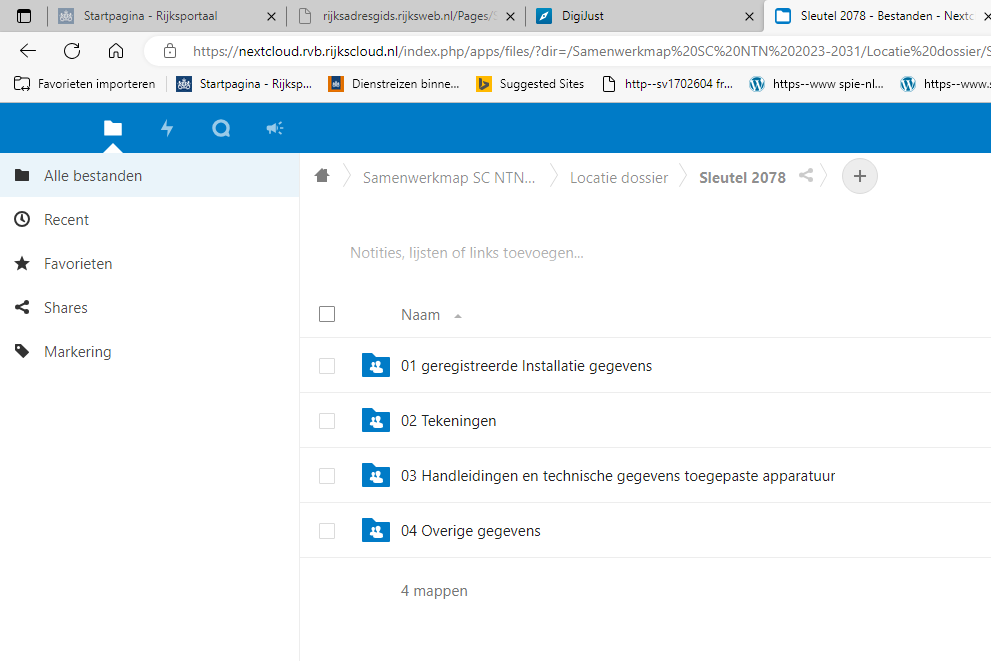 Startpagina - Rijksportaal
rijksadresgids.rijksweb.nl/Pages/
DigiJust
Sleutel 2078 - Bestanden - Nextc
https://nextcloud.rvb.rijkscloud.nl/index.php/apps/files/?dir=/Samenwerkmap%20SC%20NTN%202023-2031/Locatie%20dossier/S
Favorieten importeren
Startpagina - Rijksp...
Dienstreizen binne...
Suggested Sites
http--sv1702604 fr...
https--www spie-nl...
https--www.s
Alle bestanden
Recent
Favorieten
Shares
Markering
Samenwerkmap SC NTN...
Locatie dossier
Sleutel 2078
Notities, lijsten of links toevoegen...
Naam
01 geregistreerde Installatie gegevens
02 Tekeningen
03 Handleidingen en technische gegevens toegepaste apparatuur
04 Overige gegevens
4 mappen